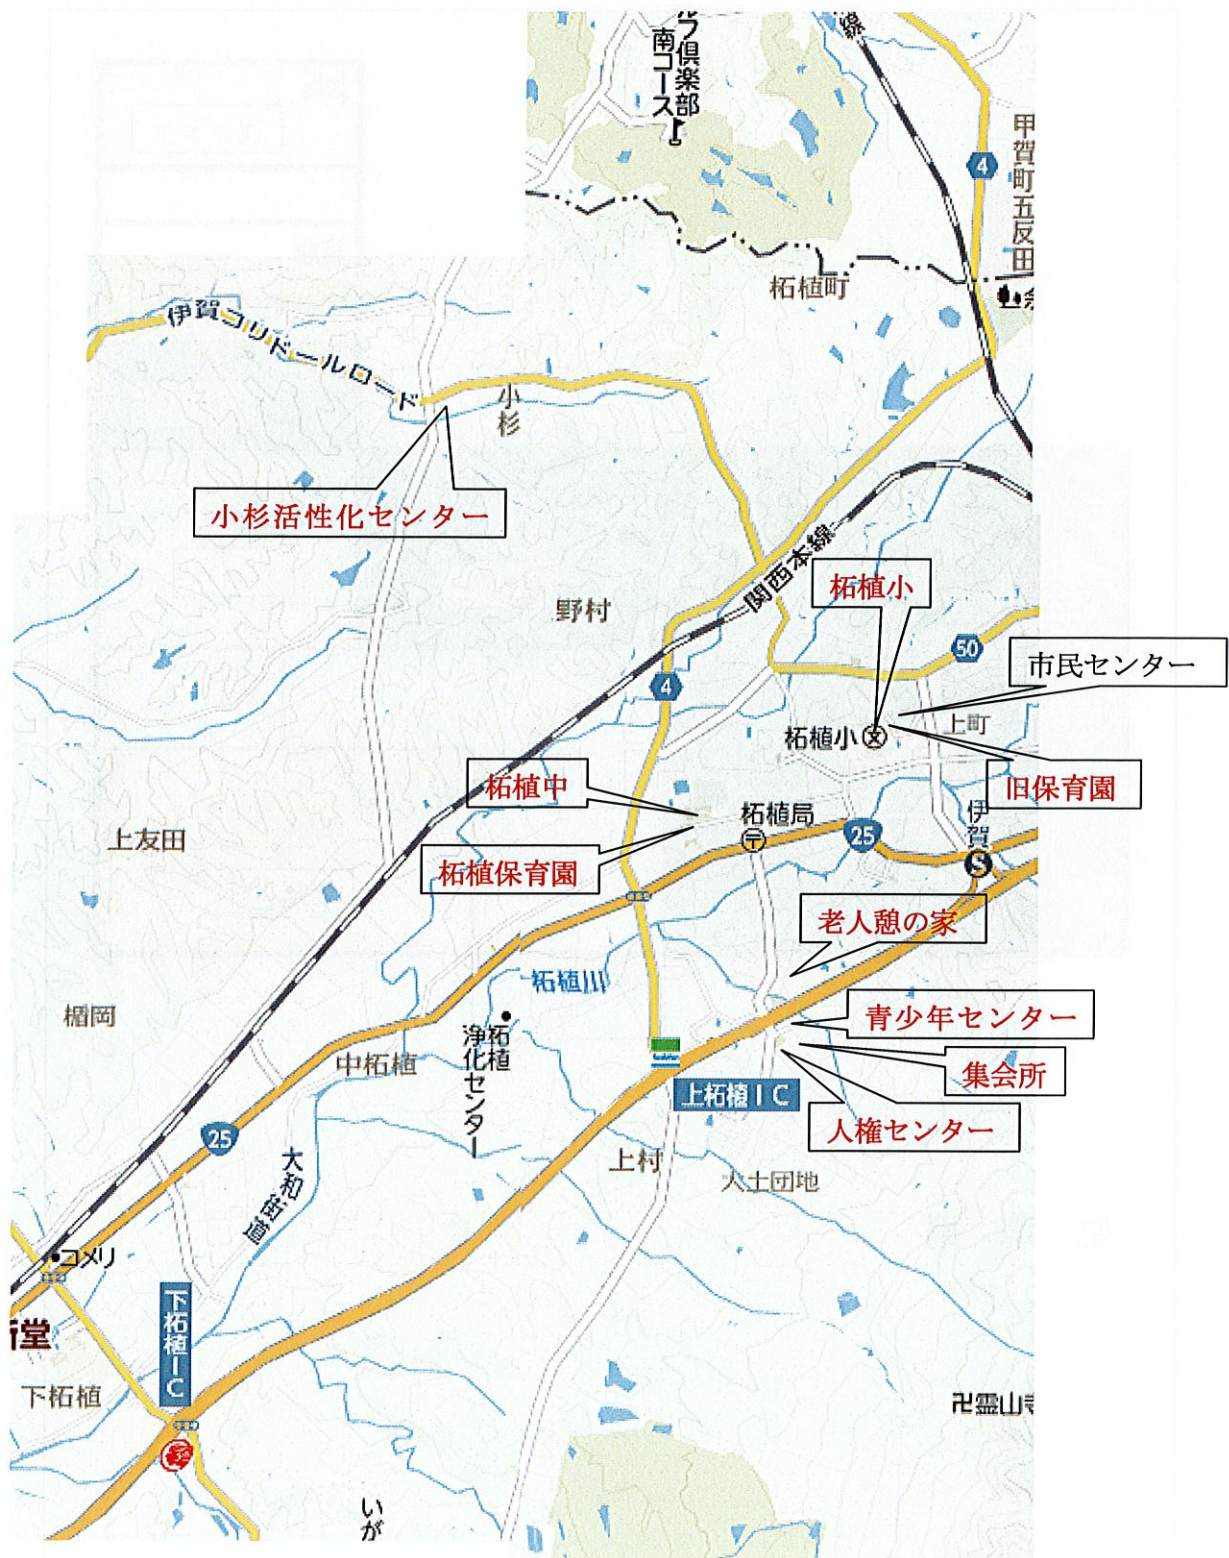 ルフ倶楽部
南コース
線
4
甲賀町五反田
柘植町
伊賀コリドールロード
小杉
小杉活性化センター
関西本線
柘植小
野村
50
市民センター
4
上町
柘植小
文
旧保育園
柘植中
柘植局
〒
25
伊賀
S
上友田
柘植保育園
老人憩の家
柘植川
楯岡
青少年センター
柘植
浄化センター
中柘植
集会所
上柘植IC
人権センター
25
上村
大和街道
コメリ
下柘植IC
新堂
下柘植
卍霊山寺
いが